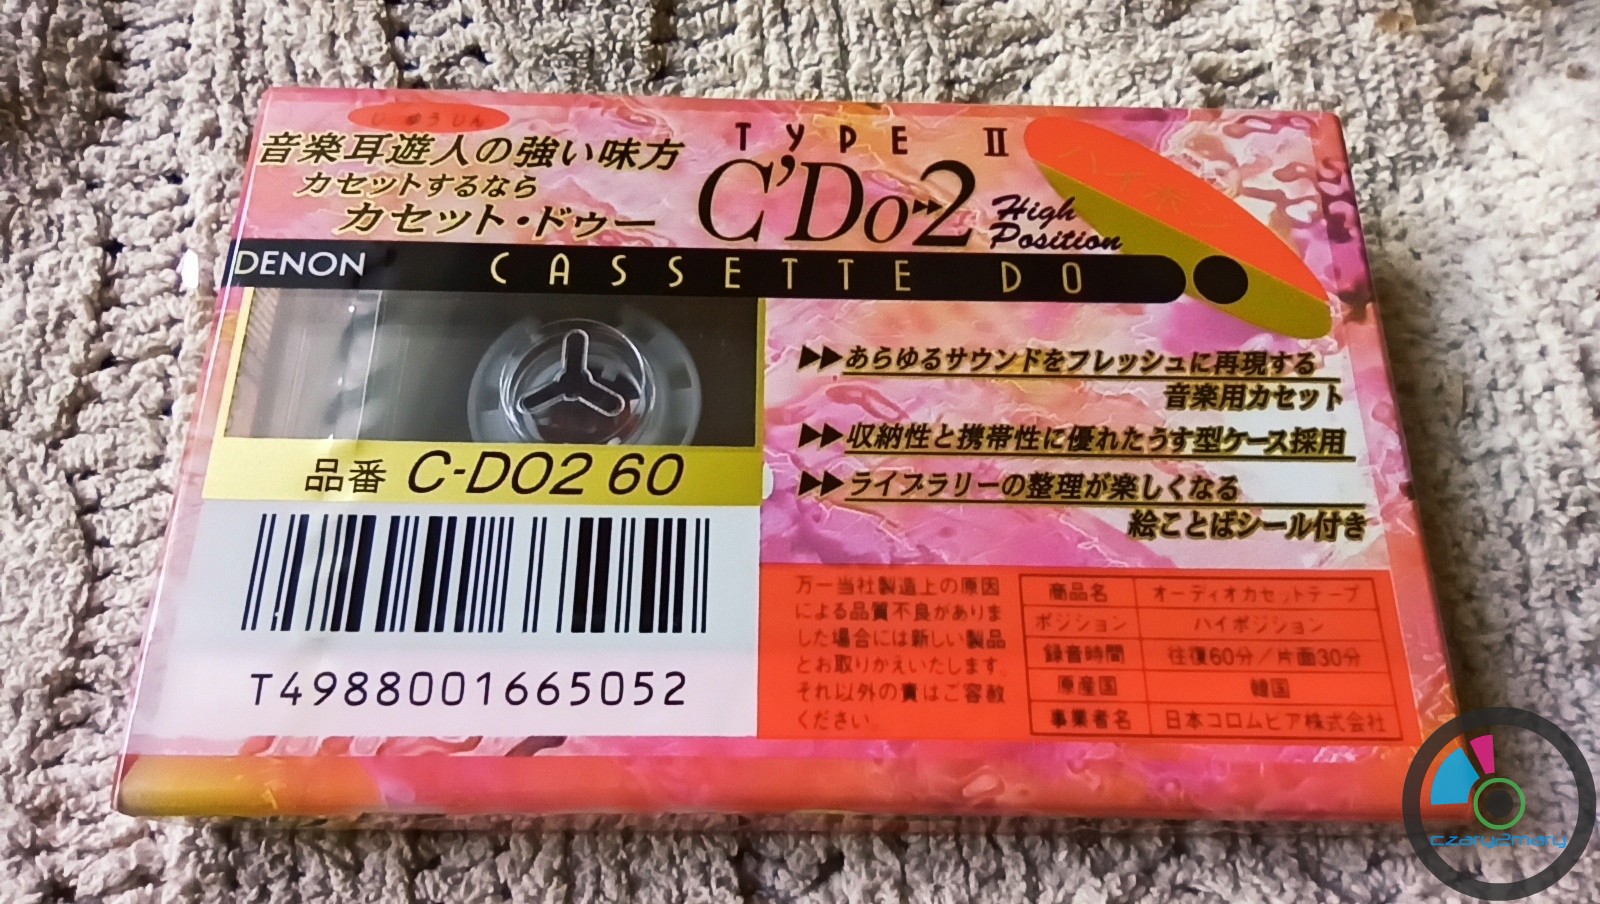 じ ゆうじん
音楽耳遊人の強い味方
カセットするなら
カセット・ドゥー
TYPE II
C'Do▸▸2
High
Position
ハイポジ
DENON
CASSETTE DO
▶▶あらゆるサウンドをフレッシュに再現する
音楽用カセット
▶▶収納性と携帯性に優れたうす型ケース採用
▶▶ライブラリーの整理が楽しくなる
絵ことばシール付き
品番 C-DO2 60
T4988001665052
万一当社製造上の原因
による品質不良がありま
した場合には新しい製品
とお取りかえいたします。
それ以外の責はご容赦
ください。
商品名 オーディオカセットテープ
ポジション ハイポジション
録音時間 往復60分/片面30分
原産国 韓国
事業者名 日本コロムビア株式会社
czary2mary